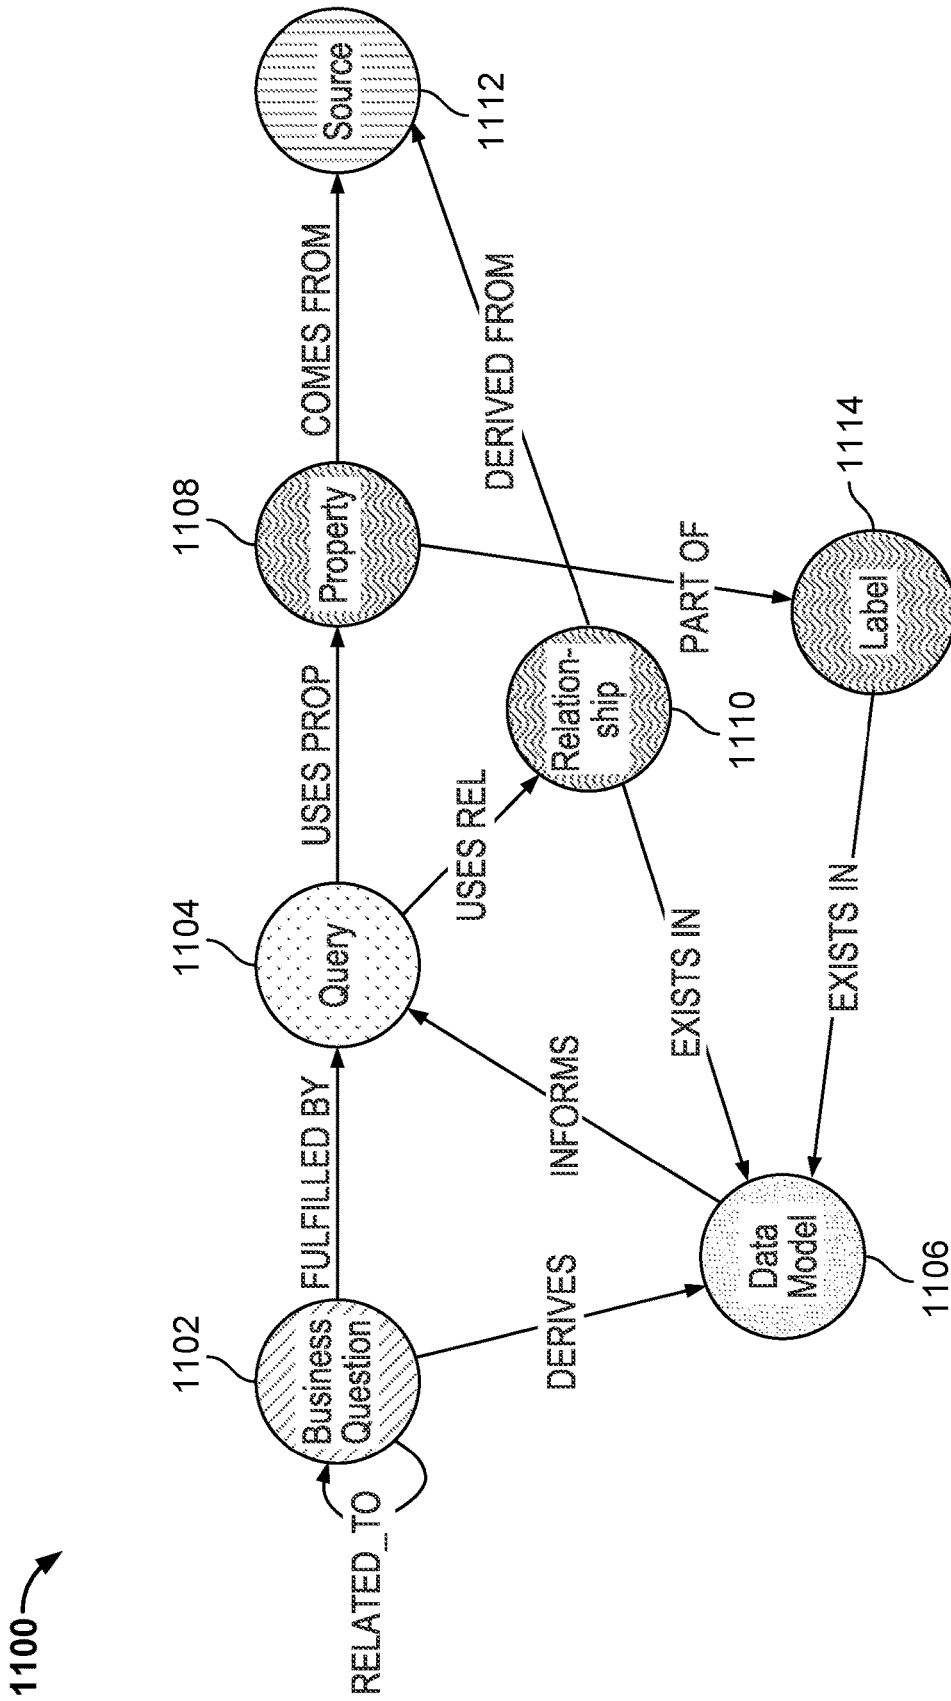 1100
1102
1104
1108
RELATED_TO
Business
Question
FULFILLED BY
Query
USES PROP
Property
COMES FROM
Source
1112
DERIVES
INFORMS
USES REL
Relation-
ship
DERIVED FROM
1110
EXISTS IN
PART OF
Data
Model
EXISTS IN
Label
1114
1106